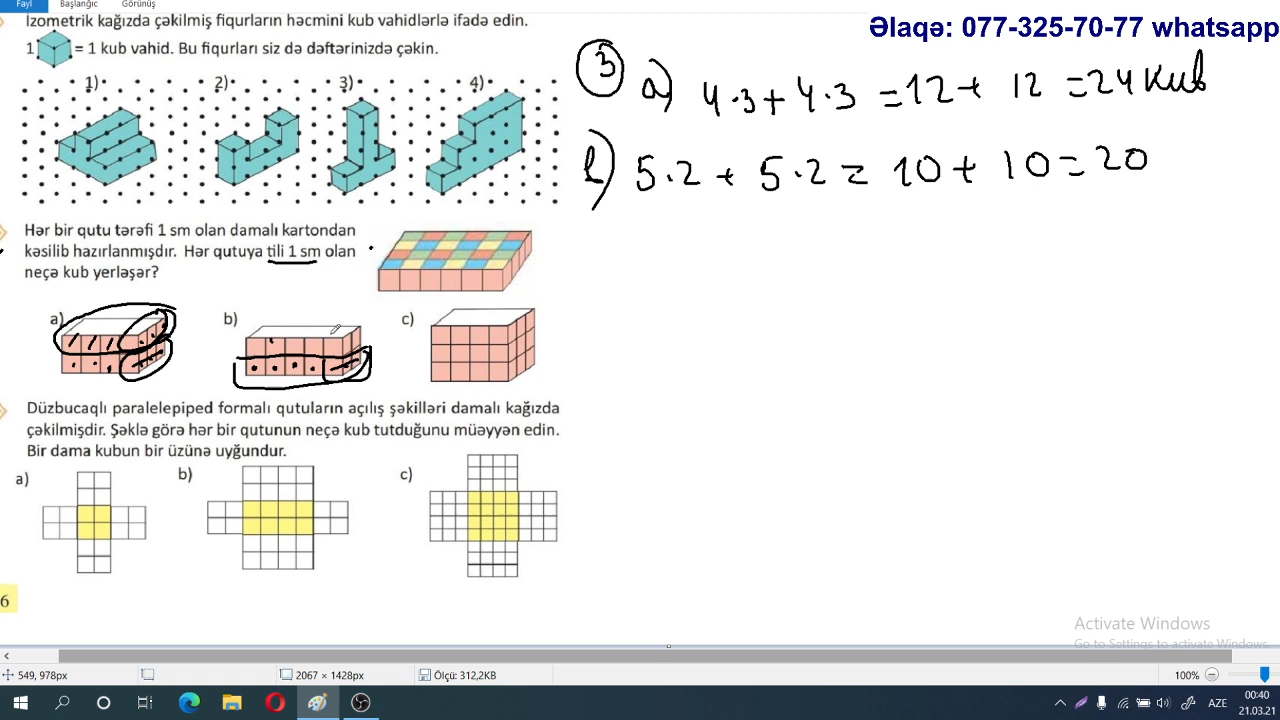 Fayl Başlanğıc Görünüş
Əlaqə: 077-325-70-77 whatsapp
İzometrik kağızda çəkilmiş fiqurların həcmini kub vahidlərlə ifadə edin.
1 = 1 kub vahid. Bu fiqurları siz də dəftərinizdə çəkin.
1) 2) 3) 4)
Hər bir qutu tərəfi 1 sm olan damalı kartondan
kəsilib hazırlanmışdır. Hər qutuya tili 1 sm olan
neçə kub yerləşər?
a) b) c)
Düzbucaqlı paralelepiped formalı qutuların açılış şəkilləri damalı kağızda
çəkilmişdir. Şəklə görə hər bir qutunun neçə kub tutduğunu müəyyən edin.
Bir dama kubun bir üzünə uyğundur.
a) b) c)
6
3 a) 4·3+4·3=12+12=24 kub
b) 5·2+5·2=10+10=20
Activate Windows
Go to Settings to activate Windows.
549, 978px 2067 × 1428px Ölçü: 312,2KB 100%
AZE 00:40
21.03.21